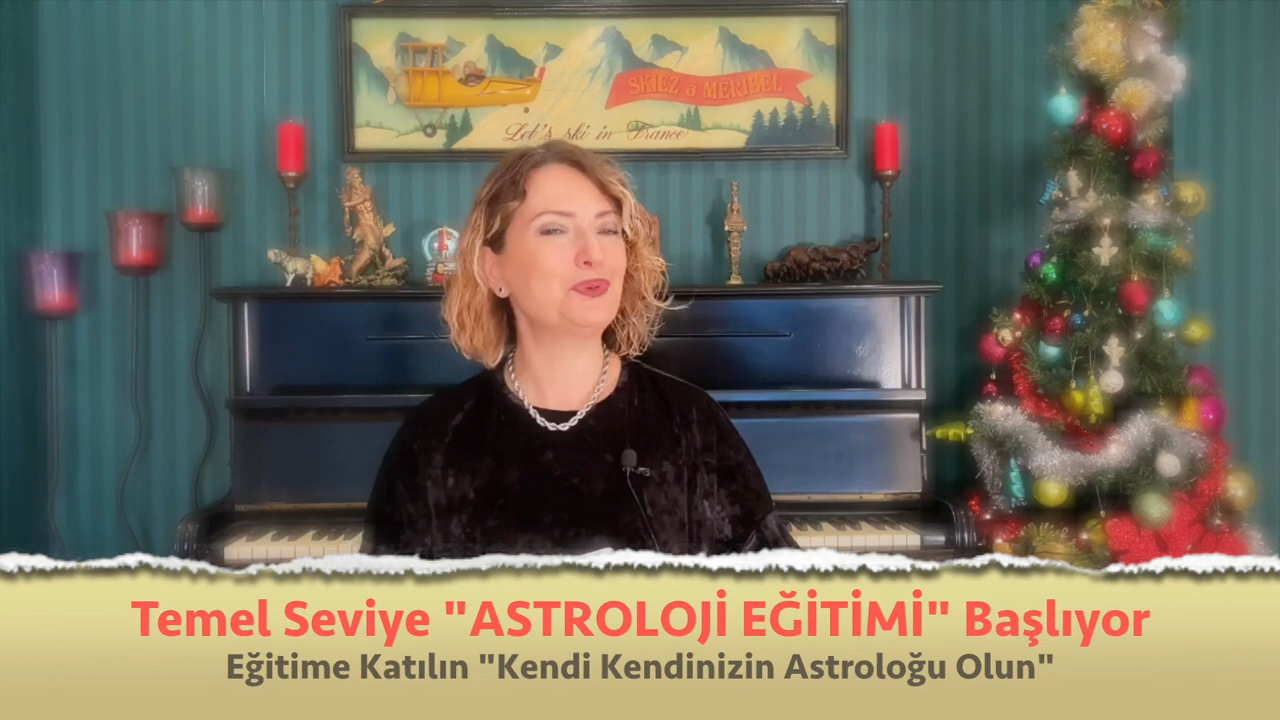 SKIEZ a MERIBEL
Let's ski in France
Temel Seviye "ASTROLOJİ EĞİTİMİ" Başlıyor
Eğitime Katılın "Kendi Kendinizin Astroloğu Olun"